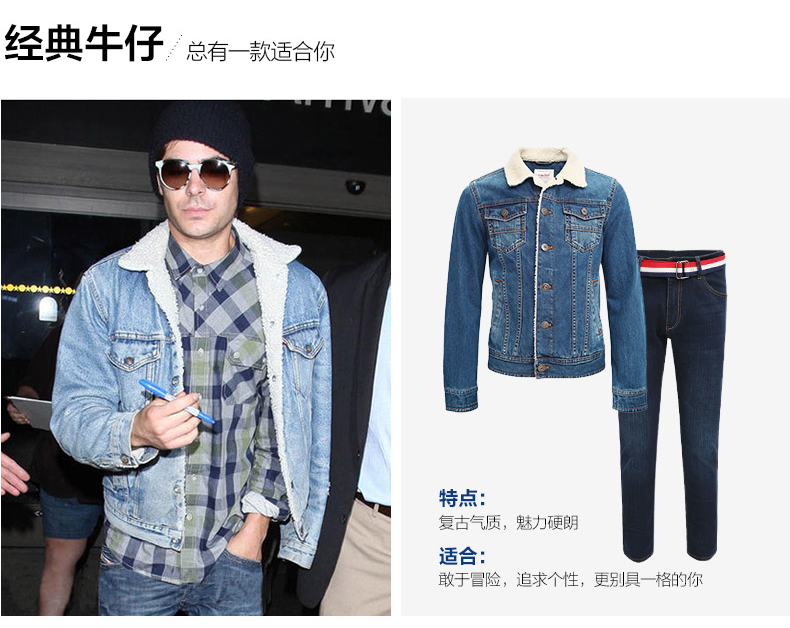 经典牛仔 总有一款适合你
特点：
复古气质，魅力硬朗
适合：
敢于冒险，追求个性，更别具一格的你